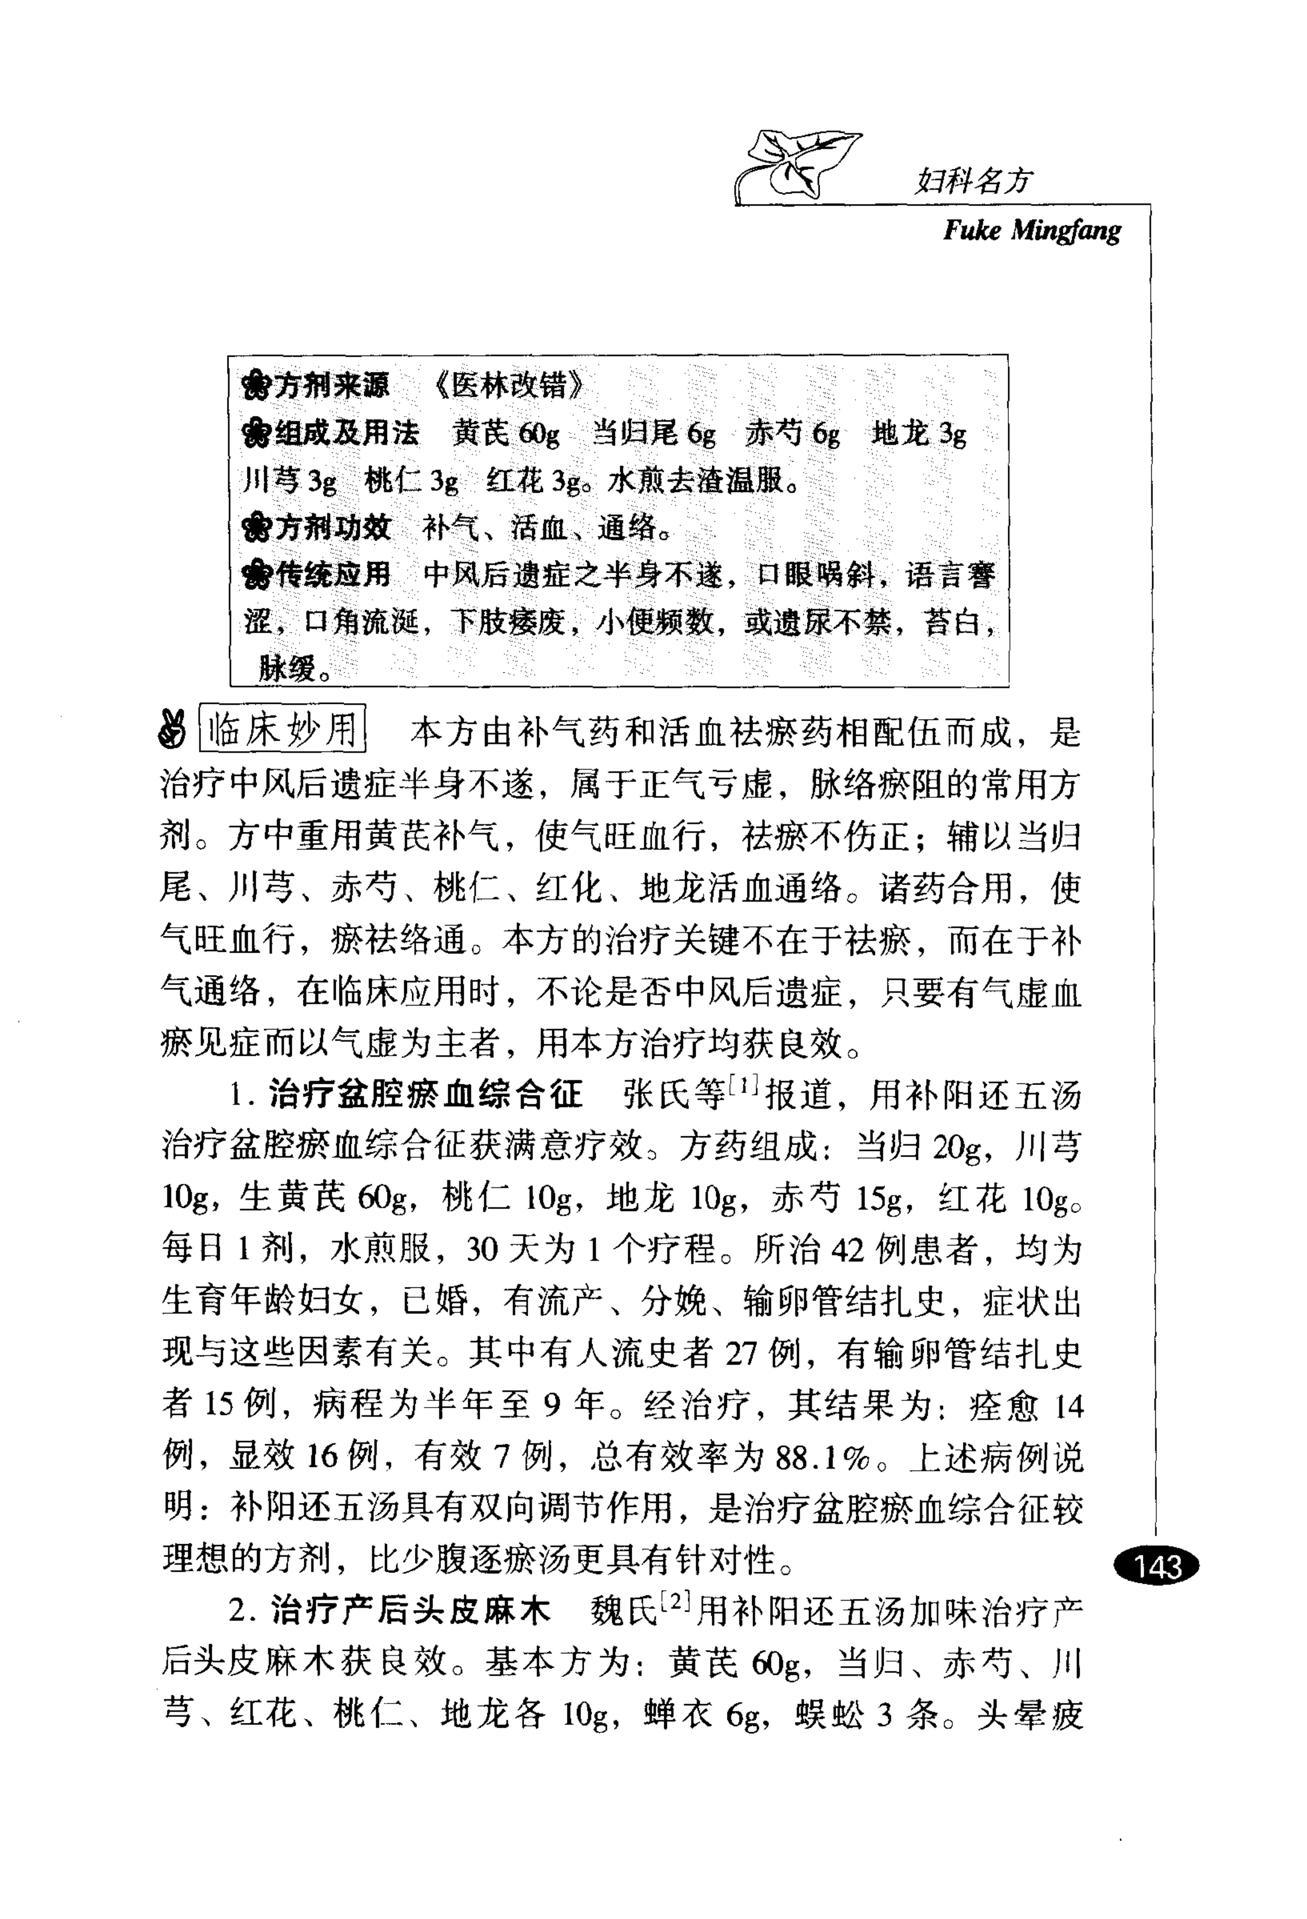 妇科名方
Fuke Mingfang
方剂来源 《医林改错》
组成及用法 黄芪 60g 当归尾 6g 赤芍 6g 地龙 3g
川芎 3g 桃仁 3g 红花 3g。水煎去渣温服。
方剂功效 补气、活血、通络。
传统应用 中风后遗症之半身不遂，口眼㖞斜，语言謇
涩，口角流涎，下肢痿废，小便频数，或遗尿不禁，苔白，
脉缓。
临床妙用 本方由补气药和活血祛瘀药相配伍而成，是
治疗中风后遗症半身不遂，属于正气亏虚，脉络瘀阻的常用方
剂。方中重用黄芪补气，使气旺血行，祛瘀不伤正；辅以当归
尾、川芎、赤芍、桃仁、红化、地龙活血通络。诸药合用，使
气旺血行，瘀祛络通。本方的治疗关键不在于祛瘀，而在于补
气通络，在临床应用时，不论是否中风后遗症，只要有气虚血
瘀见症而以气虚为主者，用本方治疗均获良效。
1. 治疗盆腔瘀血综合征 张氏等[1]报道，用补阳还五汤
治疗盆腔瘀血综合征获满意疗效。方药组成：当归 20g，川芎
10g，生黄芪 60g，桃仁 10g，地龙 10g，赤芍 15g，红花 10g。
每日 1 剂，水煎服，30 天为 1 个疗程。所治 42 例患者，均为
生育年龄妇女，已婚，有流产、分娩、输卵管结扎史，症状出
现与这些因素有关。其中有人流史者 27 例，有输卵管结扎史
者 15 例，病程为半年至 9 年。经治疗，其结果为：痊愈 14
例，显效 16 例，有效 7 例，总有效率为 88.1%。上述病例说
明：补阳还五汤具有双向调节作用，是治疗盆腔瘀血综合征较
理想的方剂，比少腹逐瘀汤更具有针对性。
143
2. 治疗产后头皮麻木 魏氏[2]用补阳还五汤加味治疗产
后头皮麻木获良效。基本方为：黄芪 60g，当归、赤芍、川
芎、红花、桃仁、地龙各 10g，蝉衣 6g，蜈蚣 3 条。头晕疲